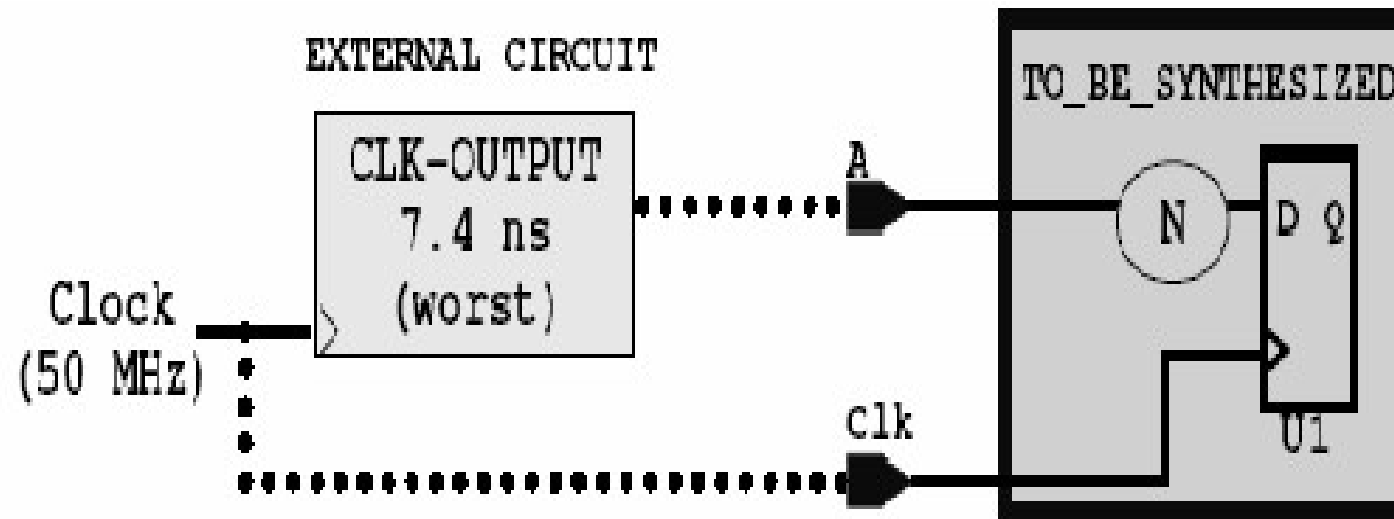 EXTERNAL CIRCUIT
CLK-OUTPUT
7.4 ns
(worst)
Clock
(50 MHz)
A
Clk
TO_BE_SYNTHESIZED
N
D Q
U1